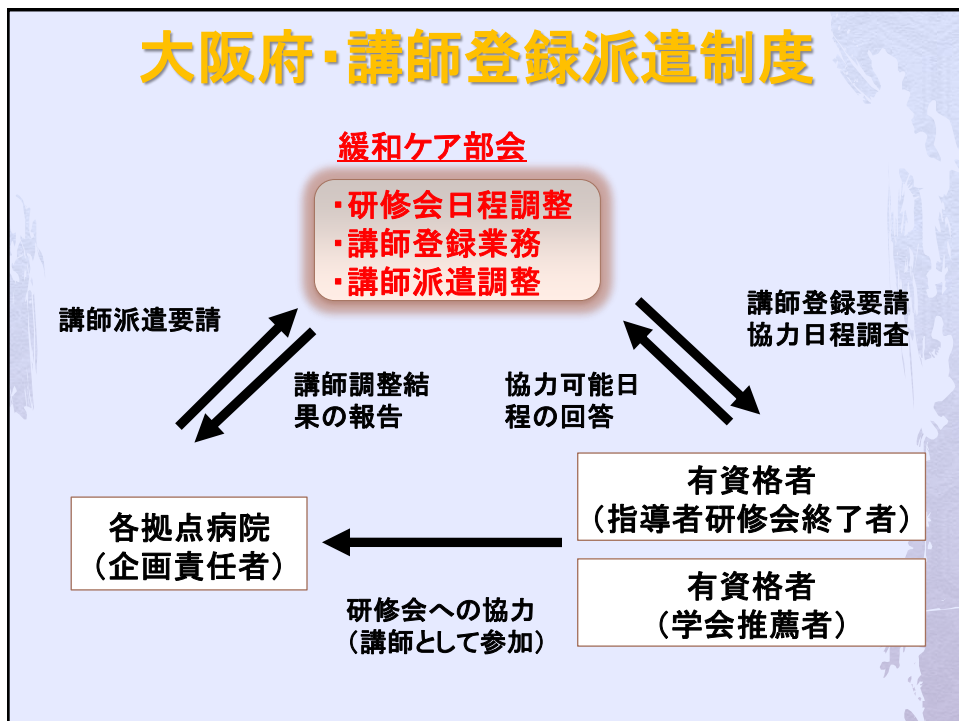 大阪府・講師登録派遣制度
緩和ケア部会
・研修会日程調整
・講師登録業務
・講師派遣調整
講師派遣要請
講師登録要請
協力日程調査
講師調整結
果の報告
協力可能日
程の回答
各拠点病院
（企画責任者）
有資格者
（指導者研修会終了者）
有資格者
（学会推薦者）
研修会への協力
（講師として参加）